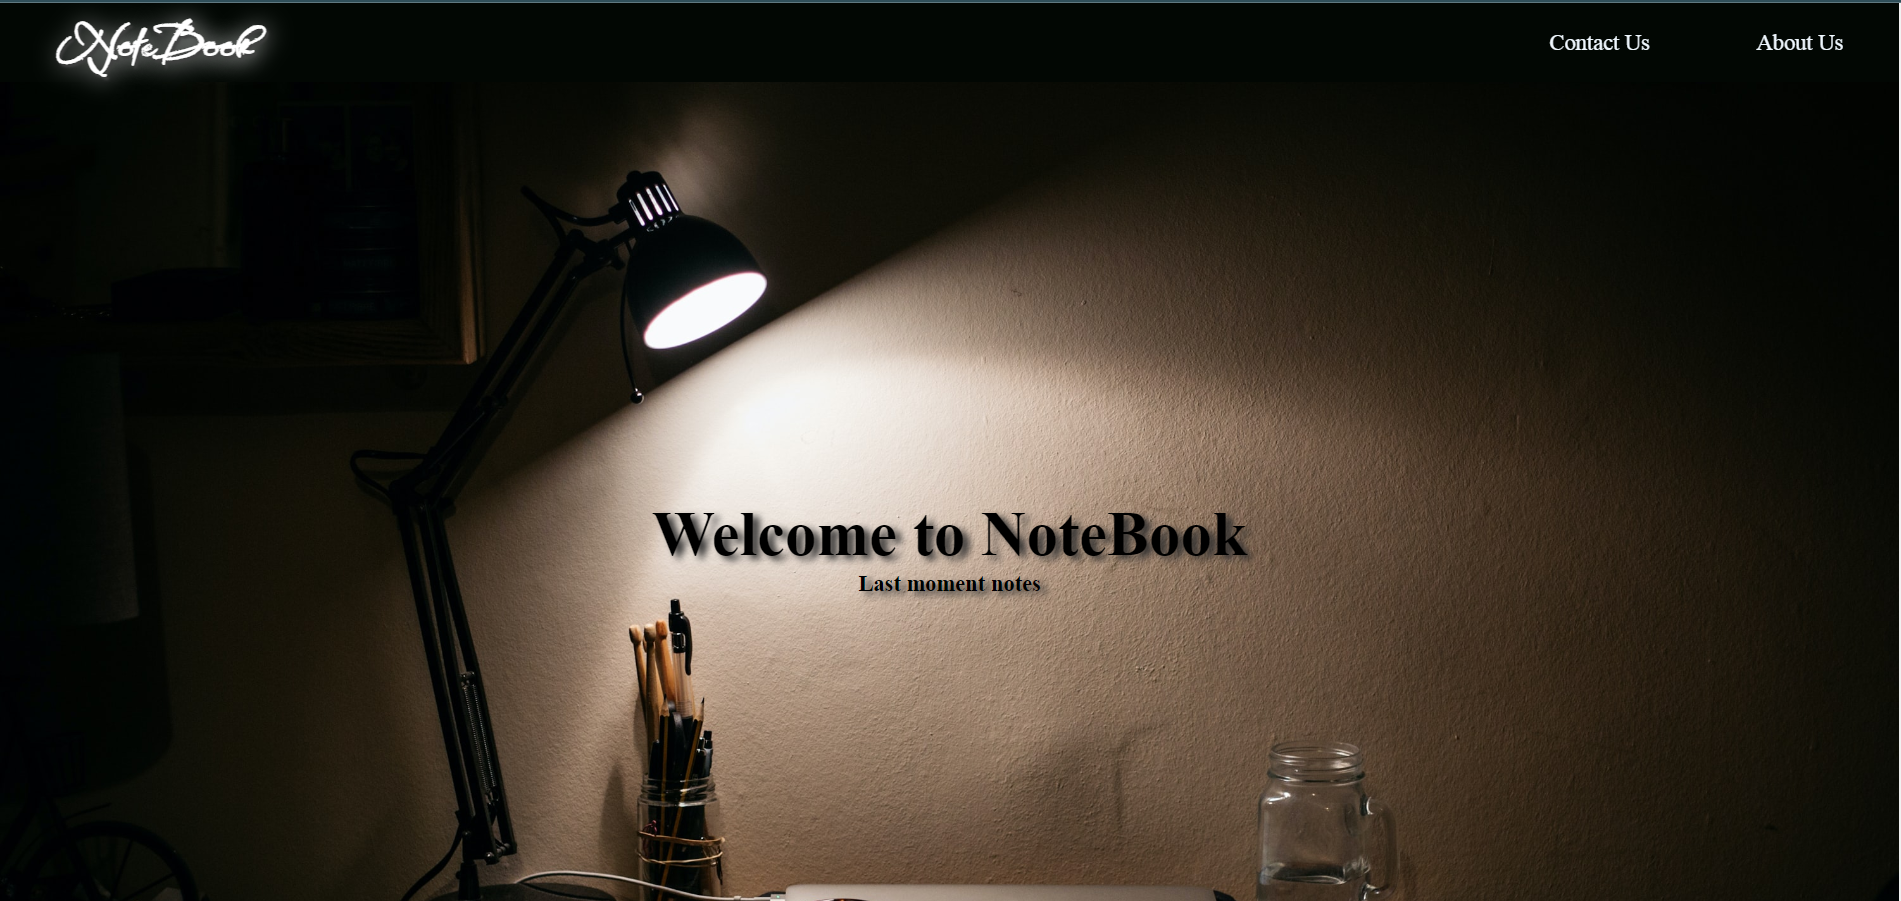 NoteBook
Contact Us
About Us
Welcome to NoteBook
Last moment notes